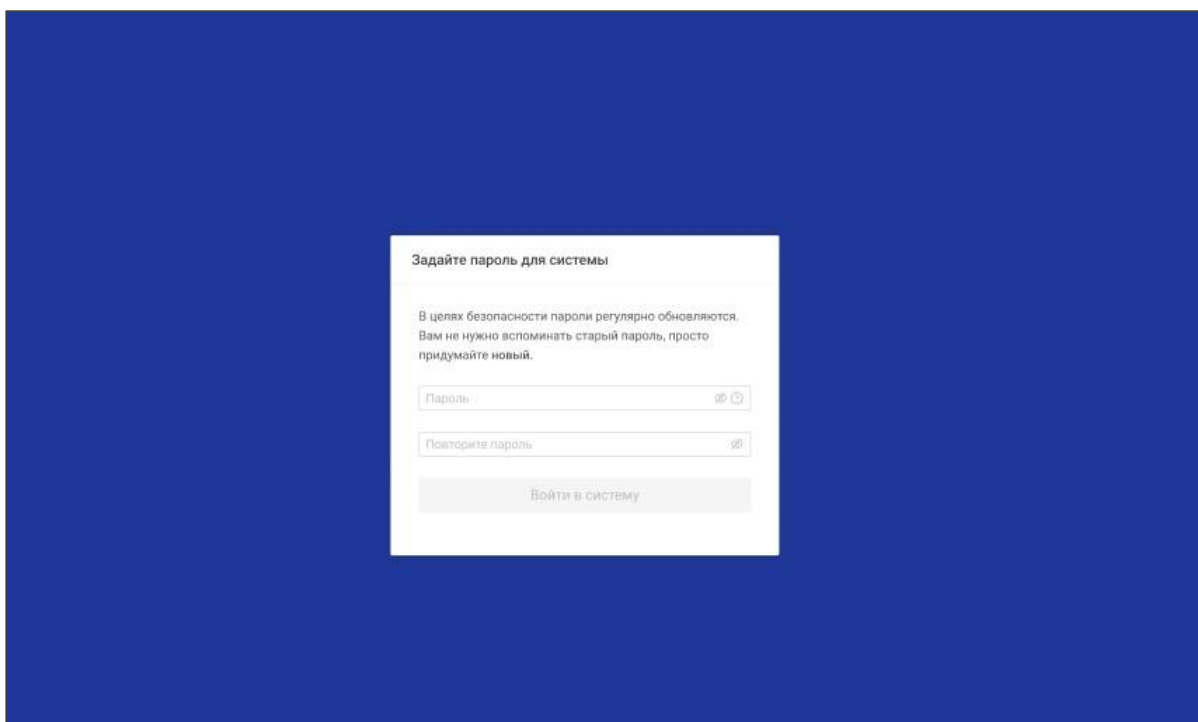 Задайте пароль для системы
В целях безопасности пароли регулярно обновляются.
Вам не нужно вспоминать старый пароль, просто
придумайте новый.
Пароль
Повторите пароль
Войти в систему